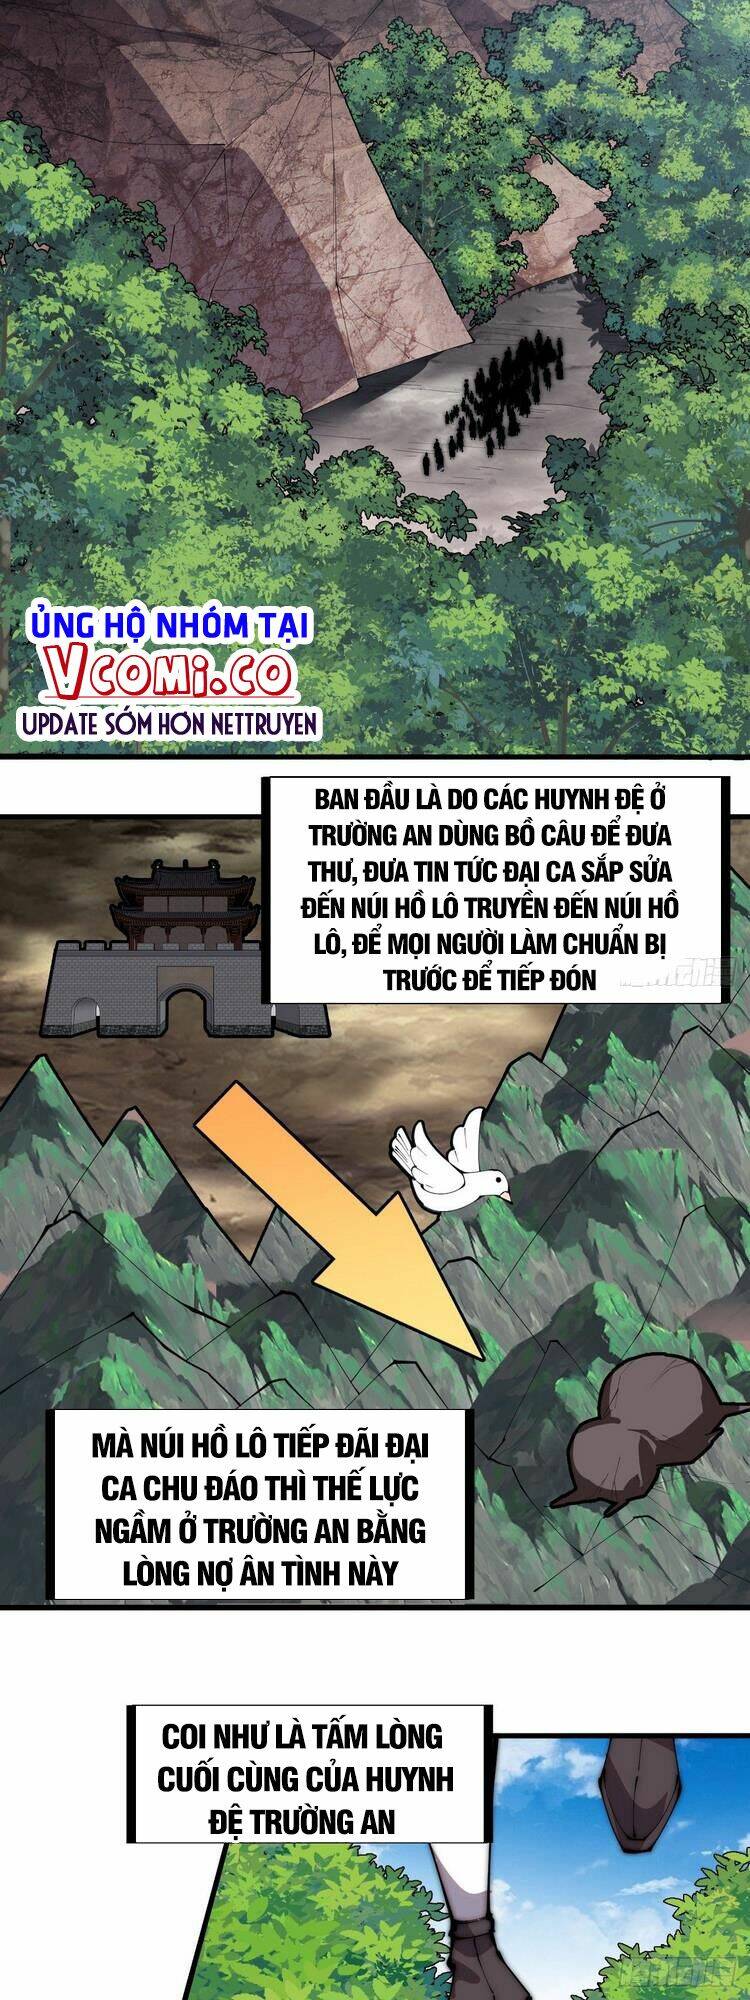 ỦNG HỘ NHÓM TẠI
VCOMI.CO
UPDATE SỚM HƠN NETTRUYEN
BAN ĐẦU LÀ DO CÁC HUYNH ĐỆ Ở
TRƯỜNG AN DÙNG BỒ CÂU ĐỂ ĐƯA
THƯ, ĐƯA TIN TỨC ĐẠI CA SẮP SỬA
ĐẾN NÚI HỒ LÔ TRUYỀN ĐẾN NÚI HỒ
LÔ, ĐỂ MỌI NGƯỜI LÀM CHUẨN BỊ
TRƯỚC ĐỂ TIẾP ĐÓN
MÀ NÚI HỒ LÔ TIẾP ĐÃI ĐẠI
CA CHU ĐÁO THÌ THẾ LỰC
NGẦM Ở TRƯỜNG AN BẰNG
LÒNG NỢ ÂN TÌNH NÀY
COI NHƯ LÀ TẤM LÒNG
CUỐI CÙNG CỦA HUYNH
ĐỆ TRƯỜNG AN